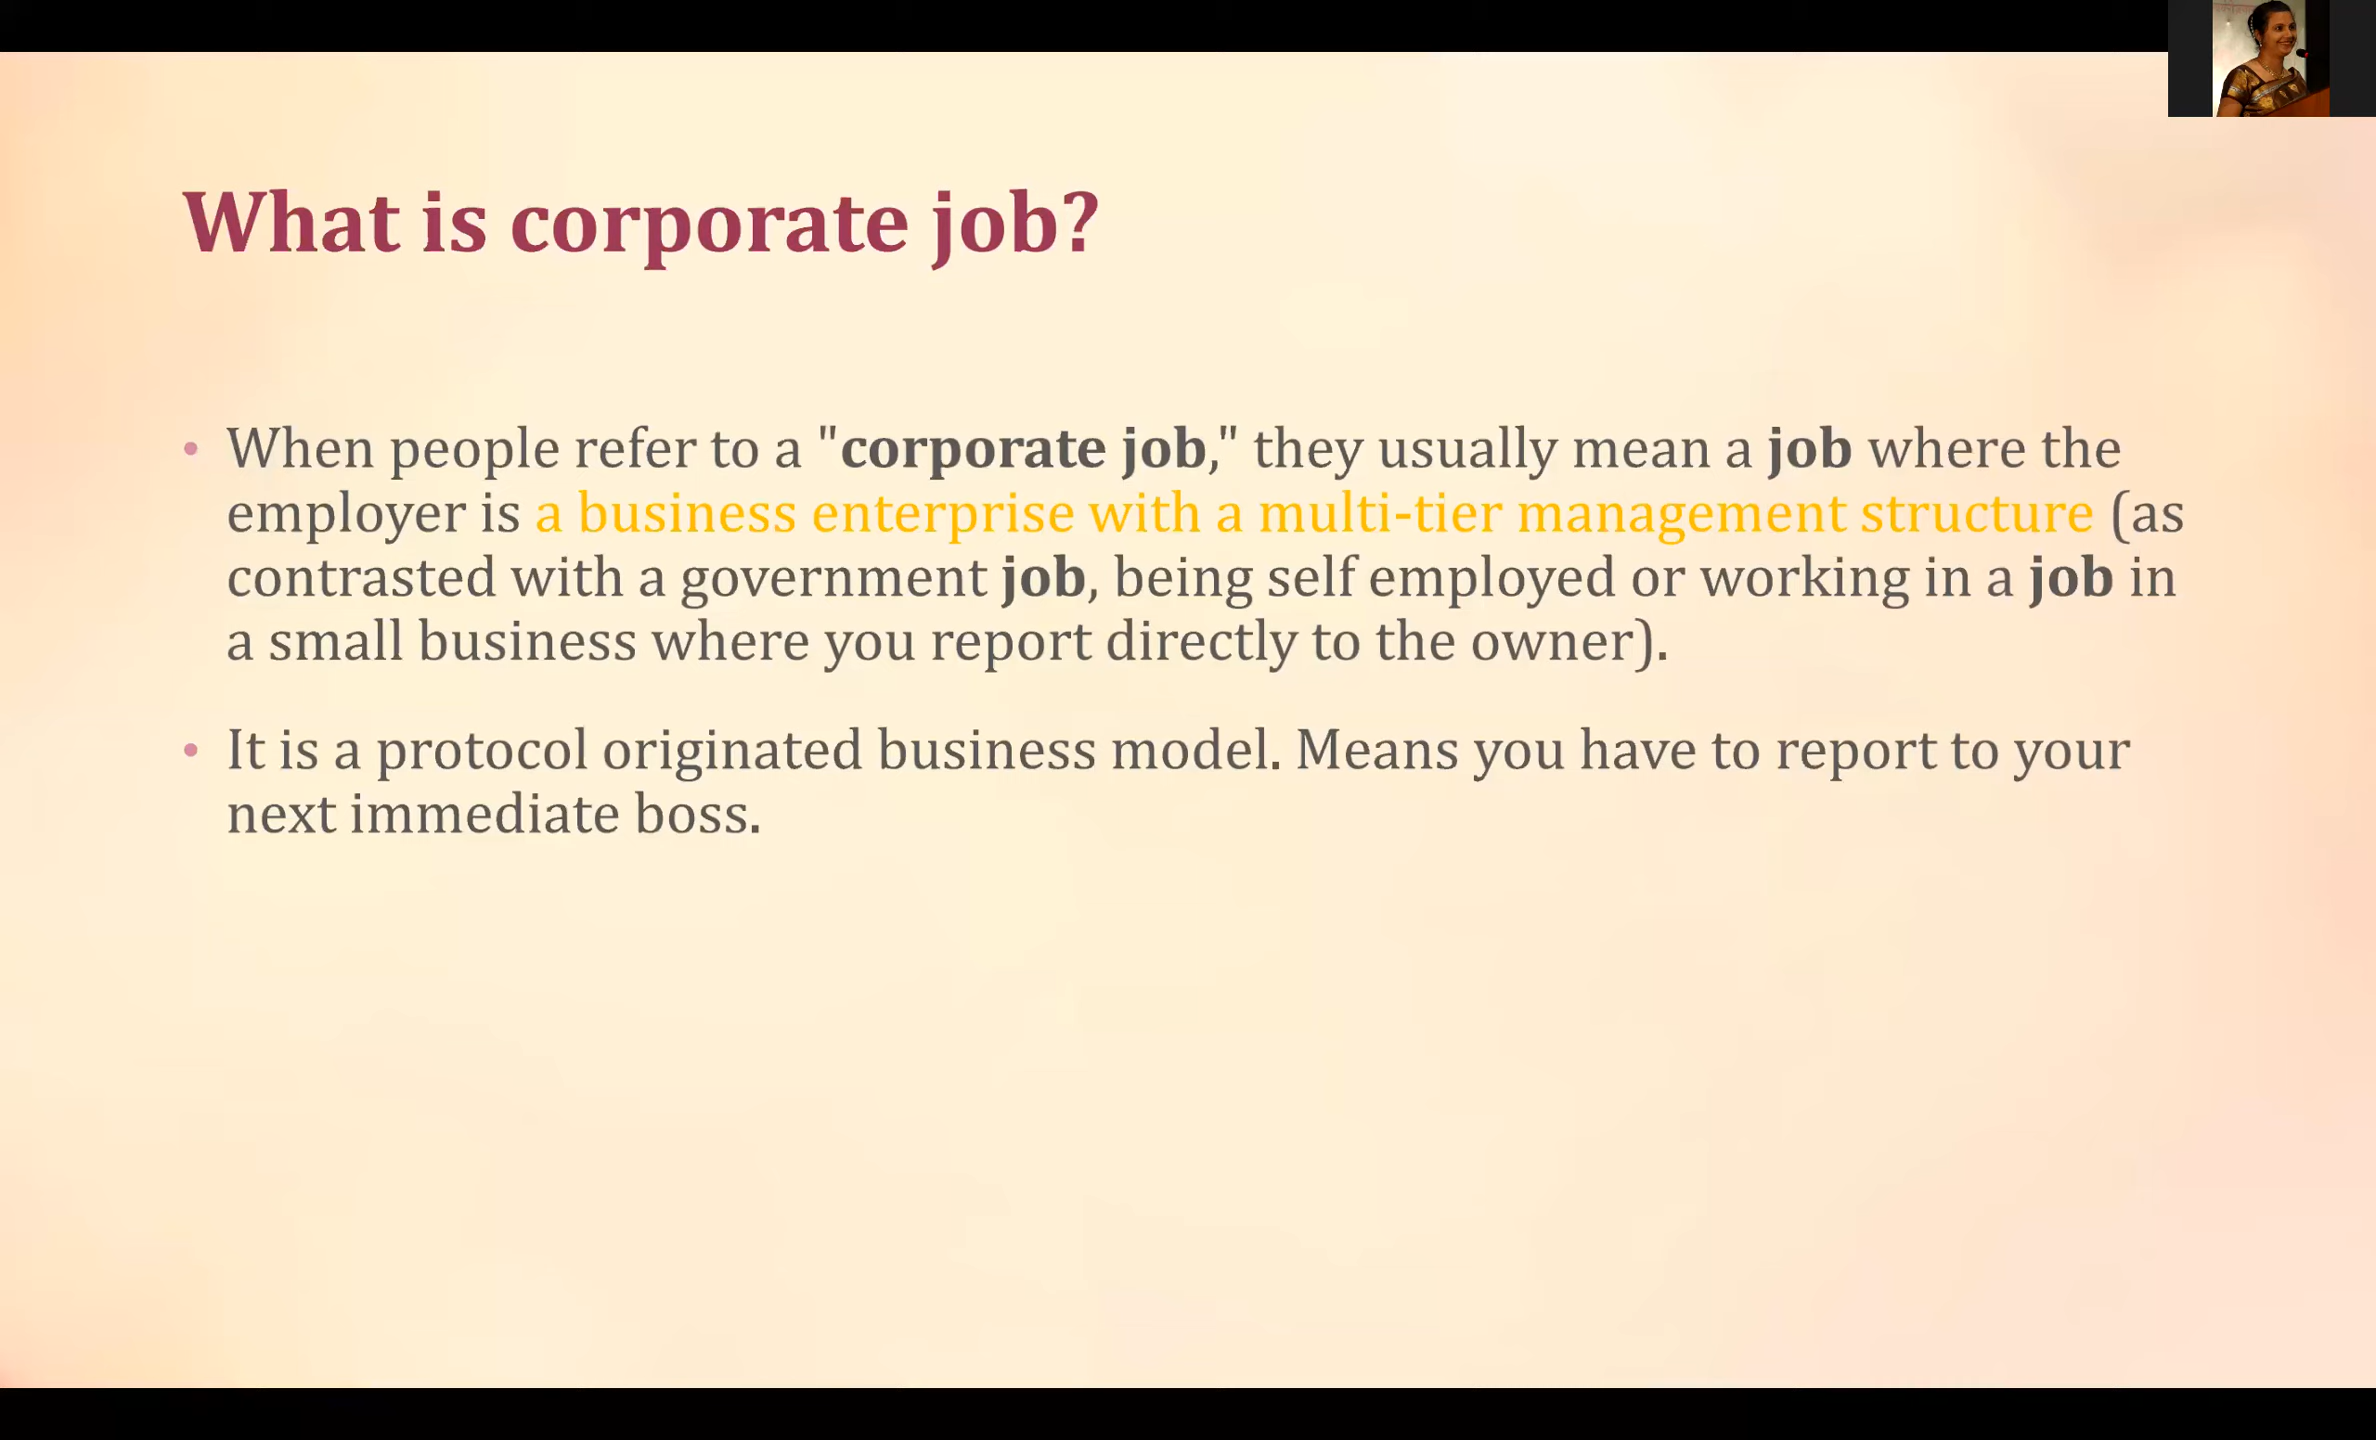 What is corporate job?
• When people refer to a "corporate job," they usually mean a job where the
employer is a business enterprise with a multi-tier management structure (as
contrasted with a government job, being self employed or working in a job in
a small business where you report directly to the owner).
• It is a protocol originated business model. Means you have to report to your
next immediate boss.